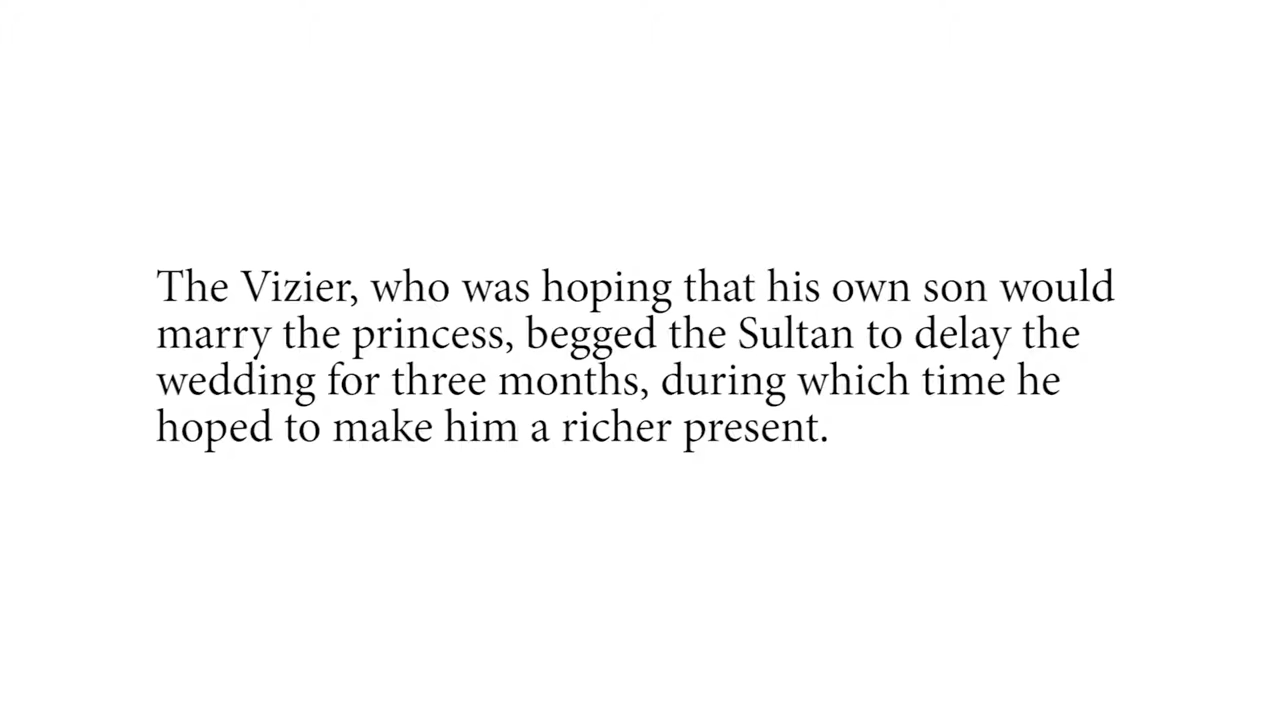 The Vizier, who was hoping that his own son would
marry the princess, begged the Sultan to delay the
wedding for three months, during which time he
hoped to make him a richer present.